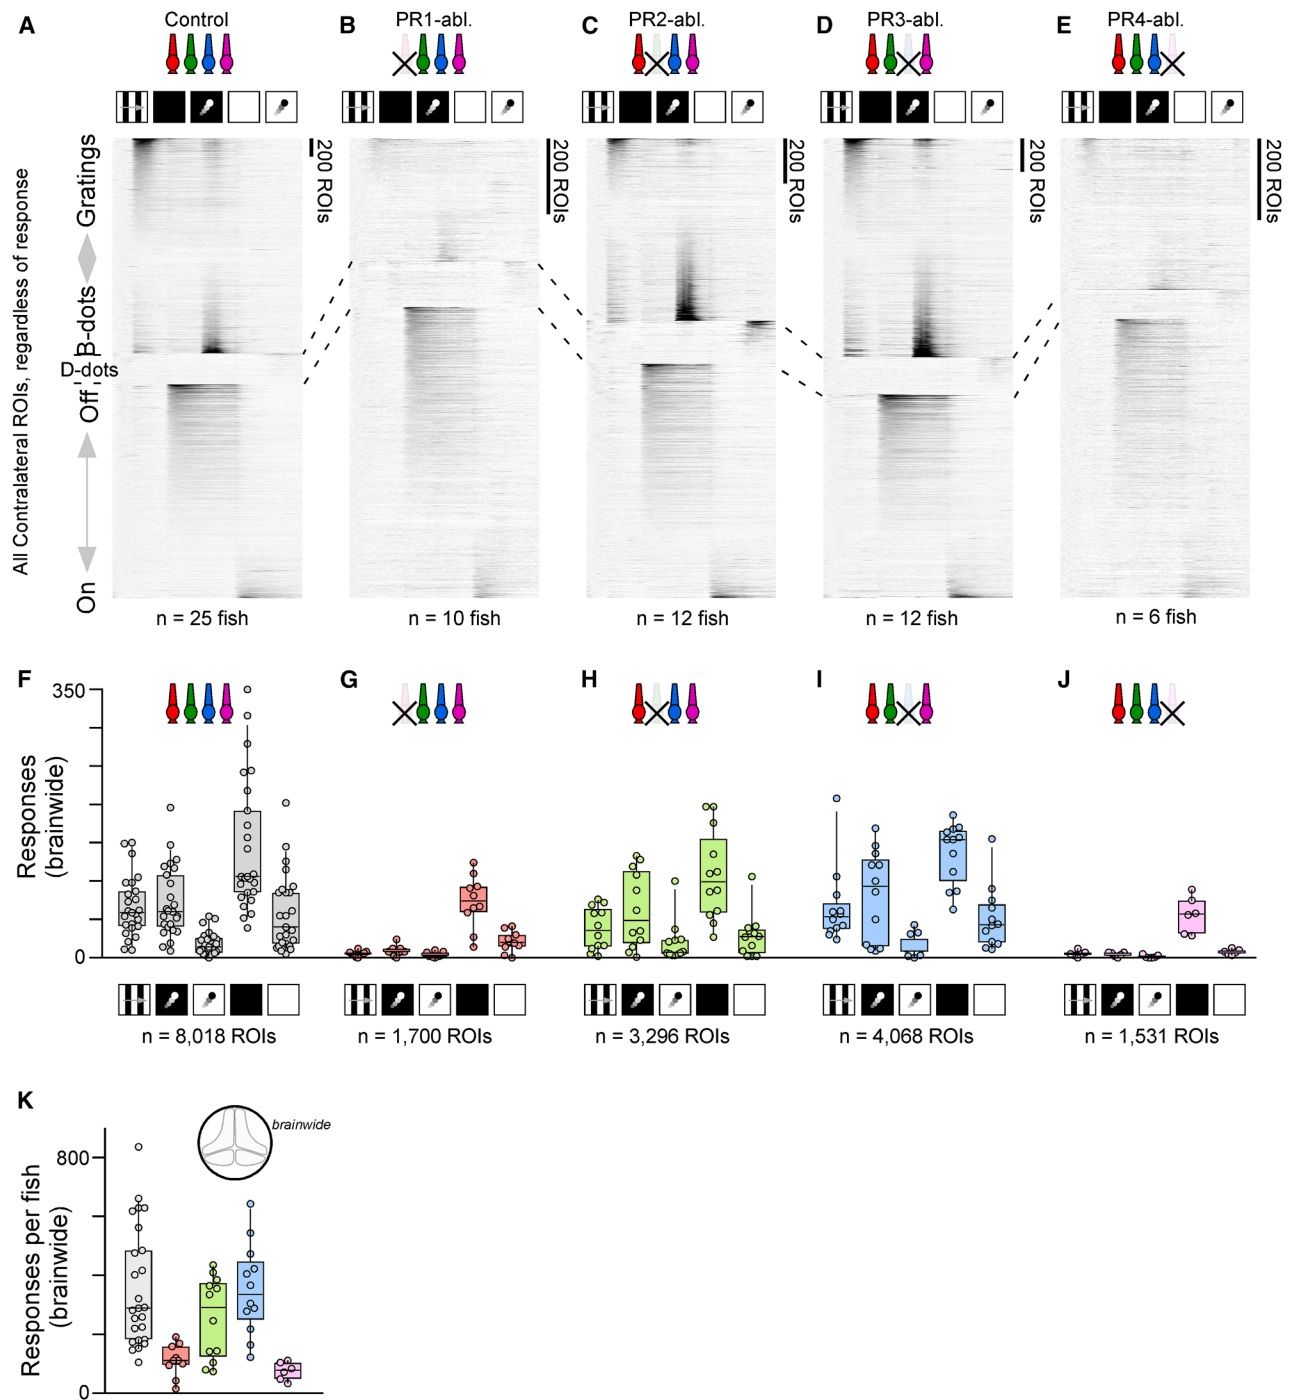 A Control
B PR1-abl.
C PR2-abl.
D PR3-abl.
E PR4-abl.
All Contralateral ROIs, regardless of response
Gratings
B-dots
D-dots
Off
On
200 ROIs
200 ROIs
200 ROIs
200 ROIs
200 ROIs
n = 25 fish
n = 10 fish
n = 12 fish
n = 12 fish
n = 6 fish
F
G
H
I
J
Responses
(brainwide)
350
0
n = 8,018 ROIs
n = 1,700 ROIs
n = 3,296 ROIs
n = 4,068 ROIs
n = 1,531 ROIs
K
brainwide
Responses per fish
(brainwide)
800
0